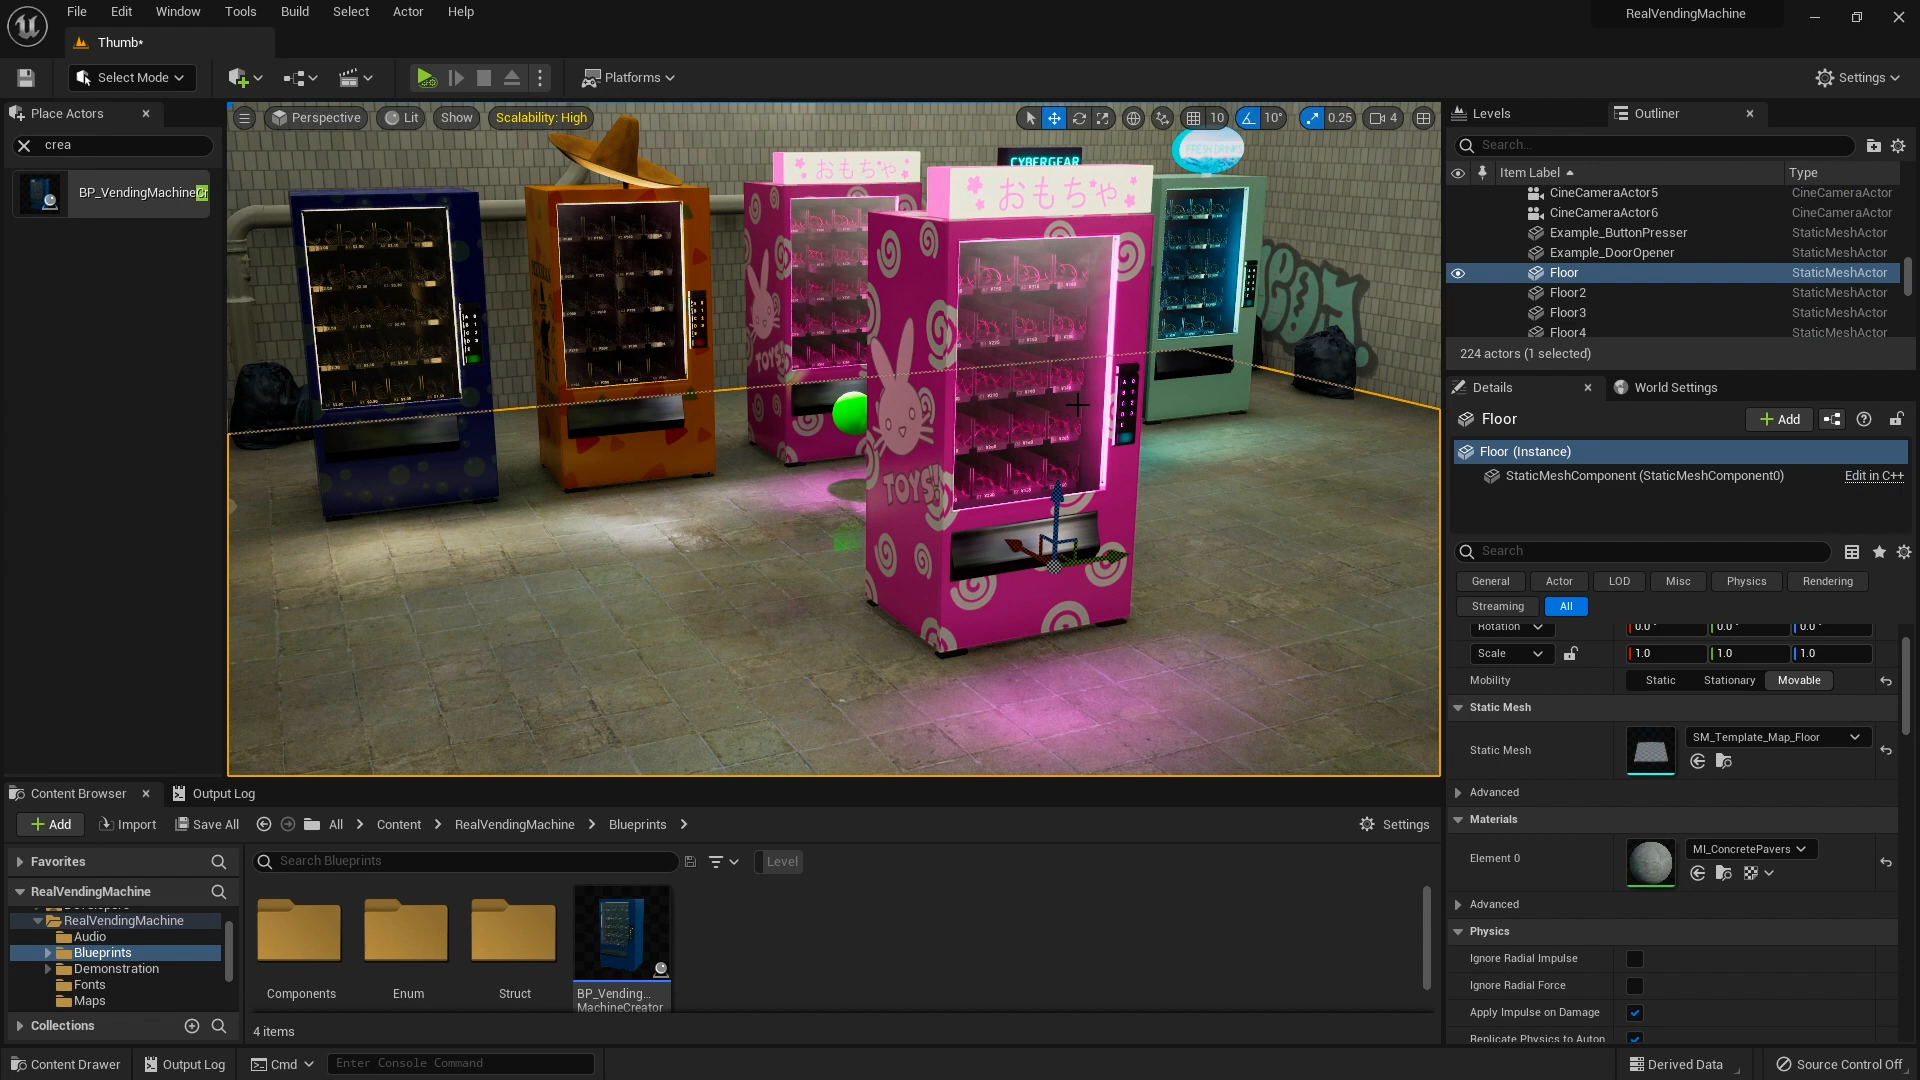 File Edit Window Tools Build Select Actor Help
RealVendingMachine
Thumb*
Select Mode
Platforms
Settings
Place Actors
crea
BP_VendingMachineCr
Perspective
Lit
Show
Scalability: High
10
10°
0.25
4
おもちゃ
CYBERGEAR
FRESH DRINKS
おもちゃ
TOYS!
TOYS!
Levels
Outliner
Search...
Item Label
Type
CineCameraActor5 CineCameraActor
CineCameraActor6 CineCameraActor
Example_ButtonPresser StaticMeshActor
Example_DoorOpener StaticMeshActor
Floor StaticMeshActor
Floor2 StaticMeshActor
Floor3 StaticMeshActor
Floor4 StaticMeshActor
224 actors (1 selected)
Details
World Settings
Floor
+ Add
Floor (Instance)
StaticMeshComponent (StaticMeshComponent0)
Edit in C++
Search
General Actor LOD Misc Physics Rendering
Streaming All
Rotation 0.0° 0.0° 0.0°
Scale 1.0 1.0 1.0
Mobility Static Stationary Movable
Static Mesh
Static Mesh SM_Template_Map_Floor
Advanced
Materials
Element 0 MI_ConcretePavers
Advanced
Physics
Ignore Radial Impulse
Ignore Radial Force
Apply Impulse on Damage
Replicate Physics to Auton
Content Browser
Output Log
+ Add
Import
Save All
All > Content > RealVendingMachine > Blueprints >
Settings
Favorites
RealVendingMachine
Developers
RealVendingMachine
Audio
Blueprints
Demonstration
Fonts
Maps
Collections
Search Blueprints
Level
Components
Enum
Struct
BP_Vending...
MachineCreator
4 items
Content Drawer
Output Log
Cmd
Enter Console Command
Derived Data
Source Control Off